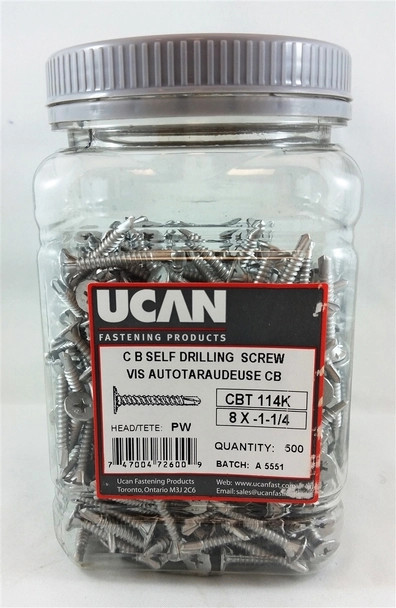 UCAN
FASTENING PRODUCTS
C B SELF DRILLING SCREW
VIS AUTOTARAUDEUSE CB
CBT 114K
8 X -1-1/4
HEAD/TETE: PW
QUANTITY: 500
7 47004 72600 9
BATCH: A 5551
Ucan Fastening Products
Toronto, Ontario M3J 2C6
Web: www.ucanfast
Email: sales@ucanfast